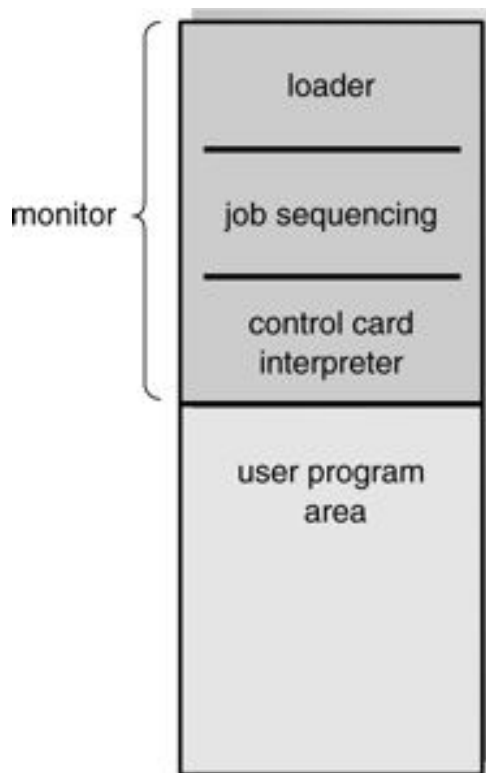 loader
monitor
job sequencing
control card
interpreter
user program
area